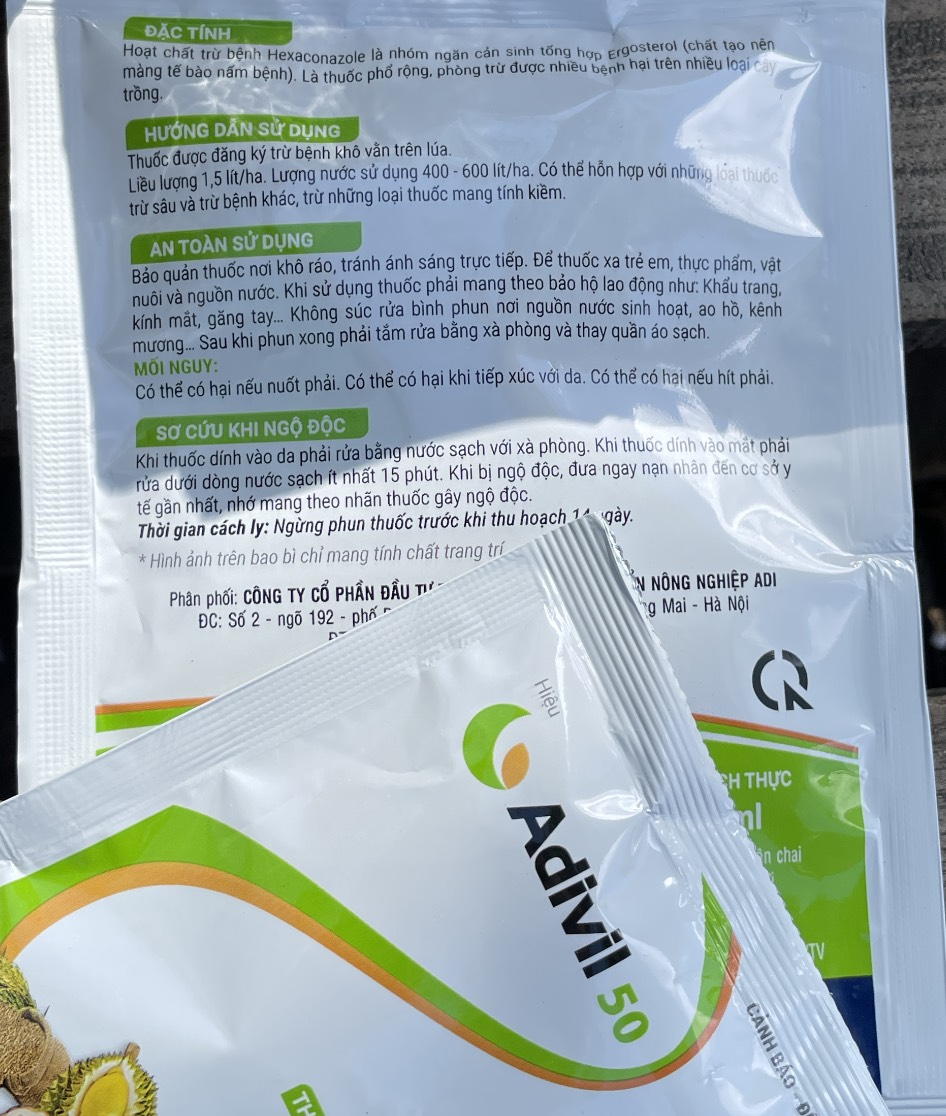 ĐẶC TÍNH
Hoạt chất trừ bệnh Hexaconazole là nhóm ngăn cản sinh tổng hợp Ergosterol (chất tạo nên
màng tế bào nấm bệnh). Là thuốc phổ rộng, phòng trừ được nhiều bệnh hại trên nhiều loại cây
trồng.
HƯỚNG DẪN SỬ DỤNG
Thuốc được đăng ký trừ bệnh khô vằn trên lúa.
Liều lượng 1,5 lít/ha. Lượng nước sử dụng 400 - 600 lít/ha. Có thể hỗn hợp với những loại thuốc
trừ sâu và trừ bệnh khác, trừ những loại thuốc mang tính kiềm.
AN TOÀN SỬ DỤNG
Bảo quản thuốc nơi khô ráo, tránh ánh sáng trực tiếp. Để thuốc xa trẻ em, thực phẩm, vật
nuôi và nguồn nước. Khi sử dụng thuốc phải mang theo bảo hộ lao động như: Khẩu trang,
kính mắt, găng tay... Không súc rửa bình phun nơi nguồn nước sinh hoạt, ao hồ, kênh
mương... Sau khi phun xong phải tắm rửa bằng xà phòng và thay quần áo sạch.
MỐI NGUY:
Có thể có hại nếu nuốt phải. Có thể có hại khi tiếp xúc với da. Có thể có hại nếu hít phải.
SƠ CỨU KHI NGỘ ĐỘC
Khi thuốc dính vào da phải rửa bằng nước sạch với xà phòng. Khi thuốc dính vào mắt phải
rửa dưới dòng nước sạch ít nhất 15 phút. Khi bị ngộ độc, đưa ngay nạn nhân đến cơ sở y
tế gần nhất, nhớ mang theo nhãn thuốc gây ngộ độc.
Thời gian cách ly: Ngừng phun thuốc trước khi thu hoạch 14 ngày.
* Hình ảnh trên bao bì chỉ mang tính chất trang trí
Phân phối: CÔNG TY CỔ PHẦN ĐẦU TƯ NÔNG NGHIỆP ADI
ĐC: Số 2 - ngõ 192 - phố Mai - Hà Nội
Hiệu
Adivil 50
THỰC
ml
chai
TV
CẢNH BÁO
TH